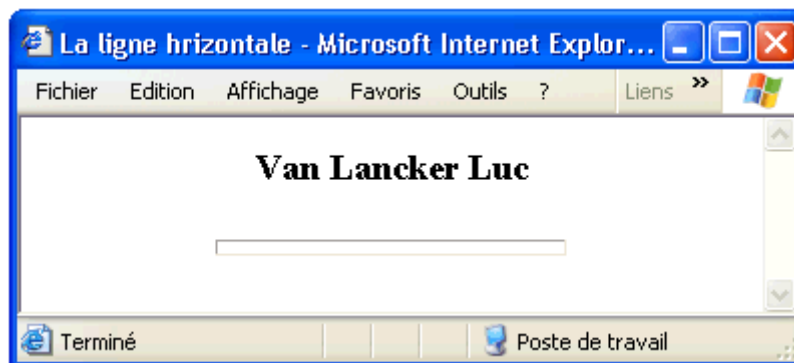 La ligne hrizontale - Microsoft Internet Explor...
Fichier Edition Affichage Favoris Outils ? Liens »
Van Lancker Luc
Terminé Poste de travail